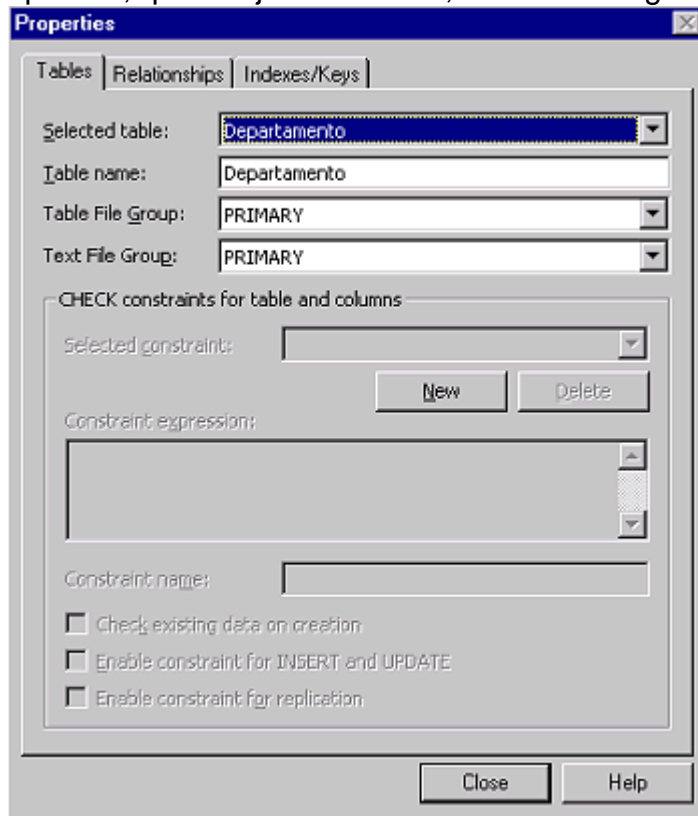 Properties
Tables Relationships Indexes/Keys
Selected table: Departamento
Table name: Departamento
Table File Group: PRIMARY
Text File Group: PRIMARY
CHECK constraints for table and columns
Selected constraint:
New Delete
Constraint expression:
Constraint name:
Check existing data on creation
Enable constraint for INSERT and UPDATE
Enable constraint for replication
Close Help